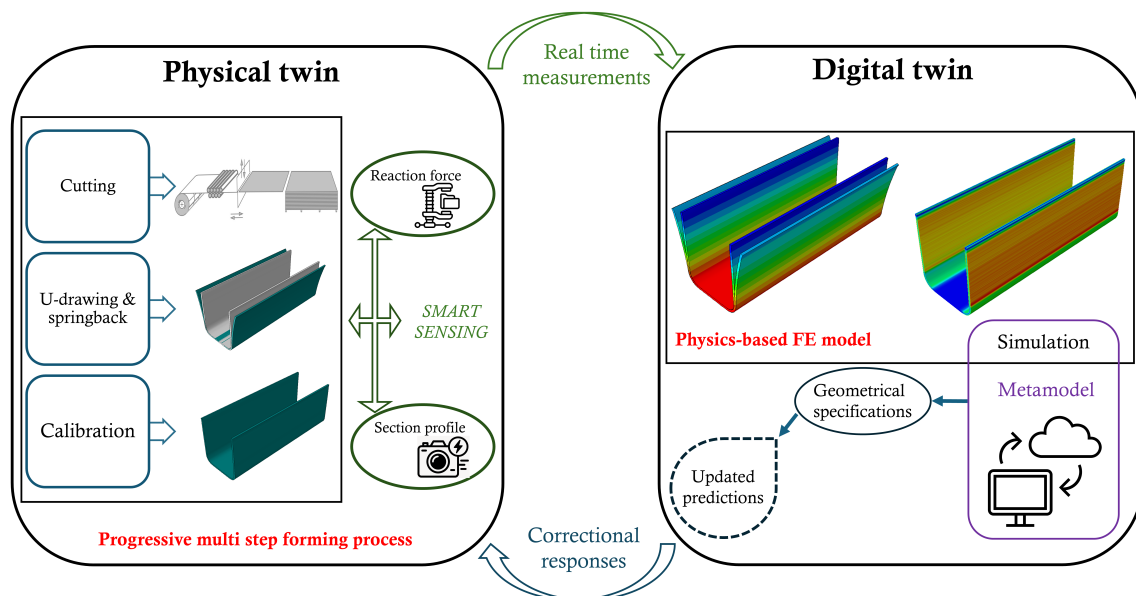 Physical twin
Cutting
U-drawing &
springback
Calibration
Reaction force
SMART
SENSING
Section profile
Progressive multi step forming process
Real time
measurements
Correctional
responses
Digital twin
Physics-based FE model
Simulation
Metamodel
Geometrical
specifications
Updated
predictions